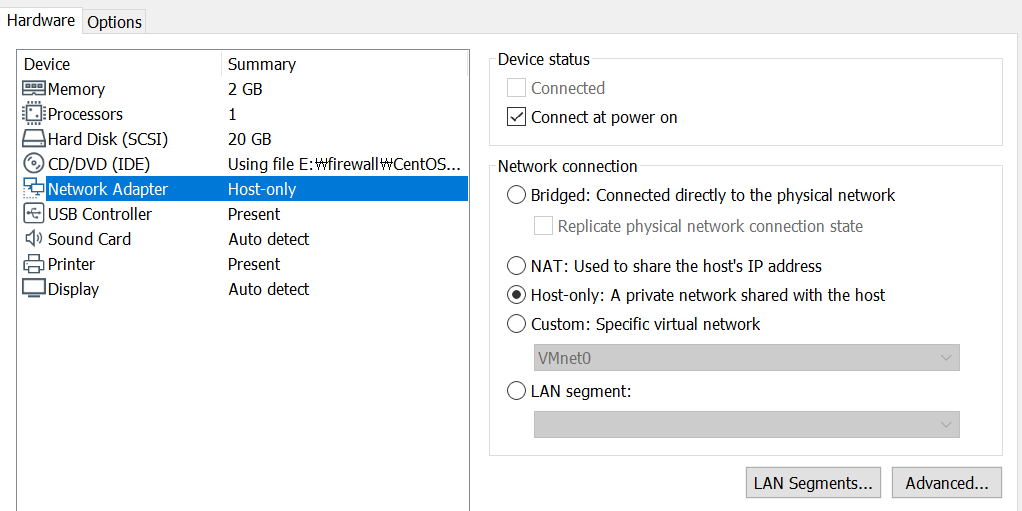 Hardware Options
Device Summary
Memory 2 GB
Processors 1
Hard Disk (SCSI) 20 GB
CD/DVD (IDE) Using file E:₩firewall₩CentOS...
Network Adapter Host-only
USB Controller Present
Sound Card Auto detect
Printer Present
Display Auto detect
Device status
Connected
Connect at power on
Network connection
Bridged: Connected directly to the physical network
Replicate physical network connection state
NAT: Used to share the host's IP address
Host-only: A private network shared with the host
Custom: Specific virtual network
VMnet0
LAN segment:
LAN Segments... Advanced...